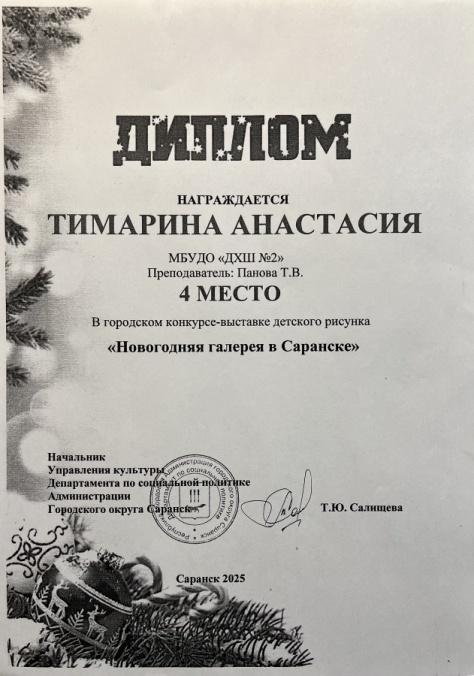 ДИПЛОМ
НАГРАЖДАЕТСЯ
ТИМАРИНА АНАСТАСИЯ
МБУДО «ДХШ №2»
Преподаватель: Панова Т.В.
4 МЕСТО
В городском конкурсе-выставке детского рисунка
«Новогодняя галерея в Саранске»
Начальник
Управления культуры
Департамента по социальной политике
Администрации
Городского округа Саранск
Т.Ю. Салищева
Саранск 2025